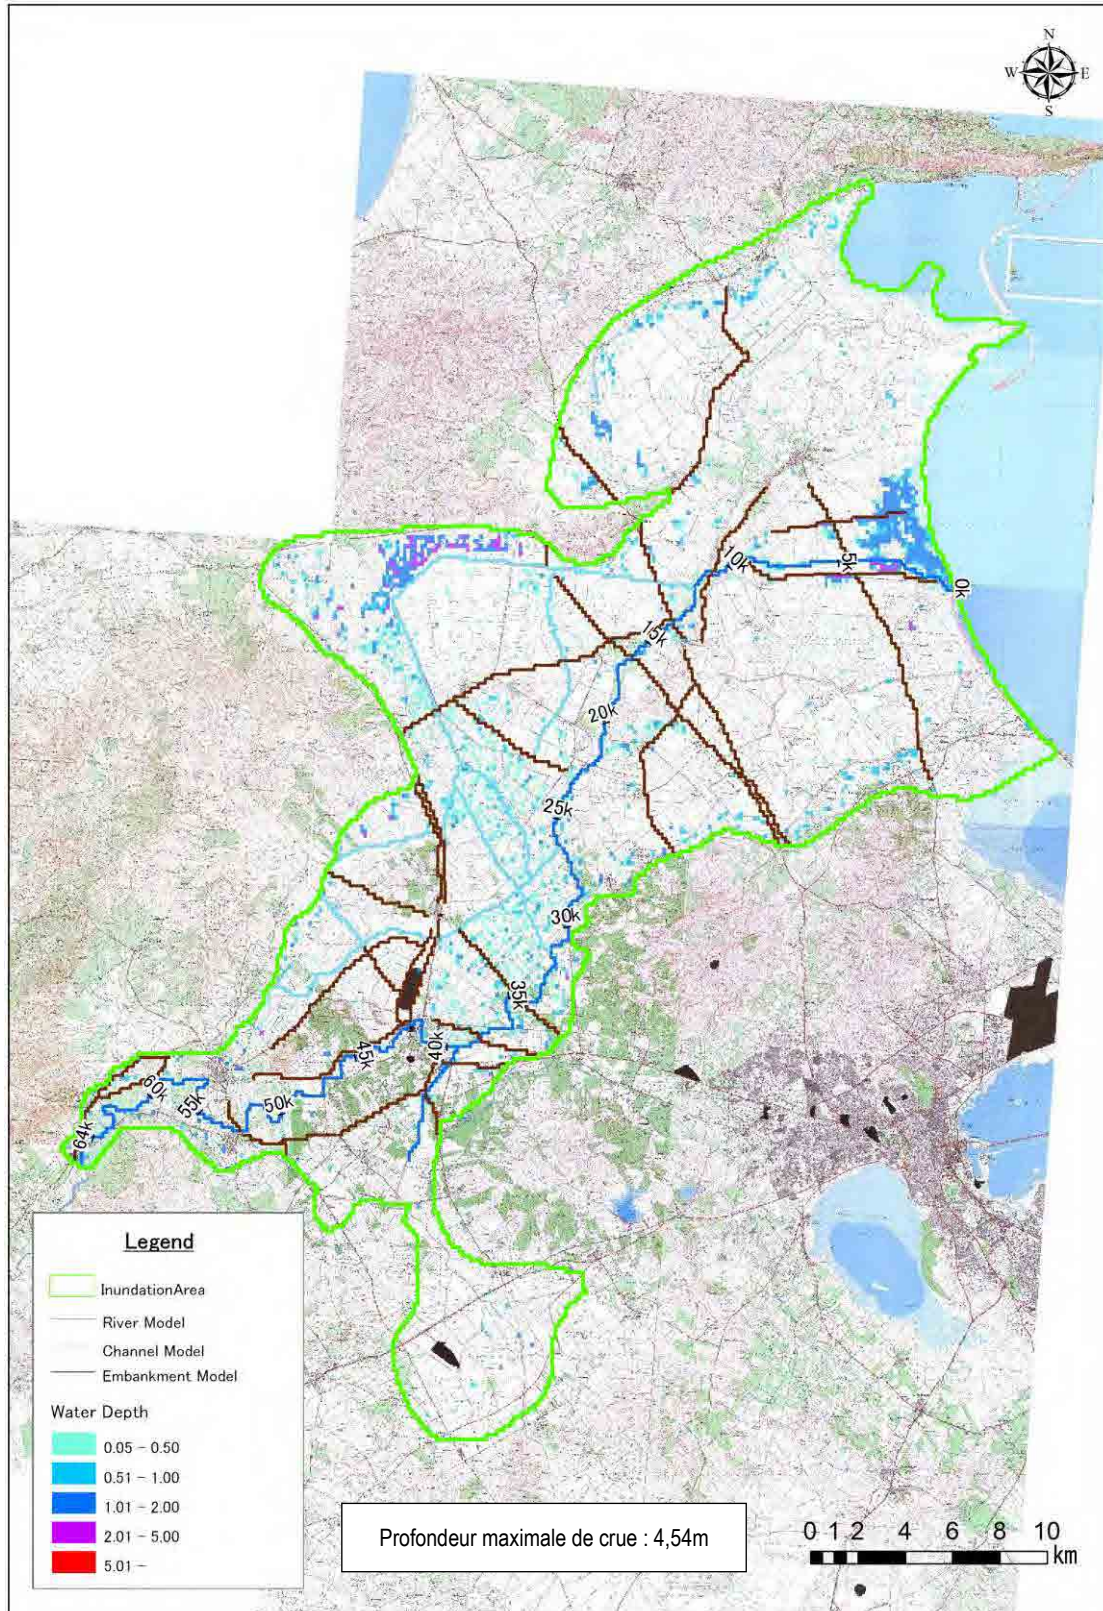 N
W E
S
0k
5k
10k
15k
20k
25k
30k
35k
40k
45k
50k
55k
60k
64k
Legend
InundationArea
River Model
Channel Model
Embankment Model
Water Depth
0.05 - 0.50
0.51 - 1.00
1.01 - 2.00
2.01 - 5.00
5.01 -
Profondeur maximale de crue : 4,54m
0 1 2 4 6 8 10
km